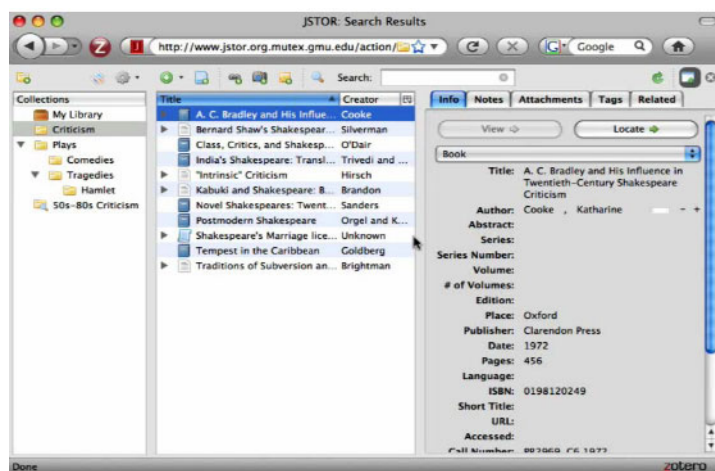 JSTOR: Search Results
http://www.jstor.org.mutex.gmu.edu/action/
Google
Search:
Collections
My Library
Criticism
Plays
Comedies
Tragedies
Hamlet
50s-80s Criticism
Title Creator
A. C. Bradley and His Influe... Cooke
Bernard Shaw's Shakespear... Silverman
Class, Critics, and Shakesp... O'Dair
India's Shakespeare: Transl... Trivedi and ...
"Intrinsic" Criticism Hirsch
Kabuki and Shakespeare: B... Brandon
Novel Shakespeares: Twent... Sanders
Postmodern Shakespeare Orgel and K...
Shakespeare's Marriage lice... Unknown
Tempest in the Caribbean Goldberg
Traditions of Subversion an... Brightman
Info Notes Attachments Tags Related
View Locate
Book
Title: A. C. Bradley and His Influence in
Twentieth-Century Shakespeare
Criticism
Author: Cooke , Katharine
Abstract:
Series:
Series Number:
Volume:
# of Volumes:
Edition:
Place: Oxford
Publisher: Clarendon Press
Date: 1972
Pages: 456
Language:
ISBN: 0198120249
Short Title:
URL:
Accessed:
Call Number: PR2969 .C6 1972
Done
zotero